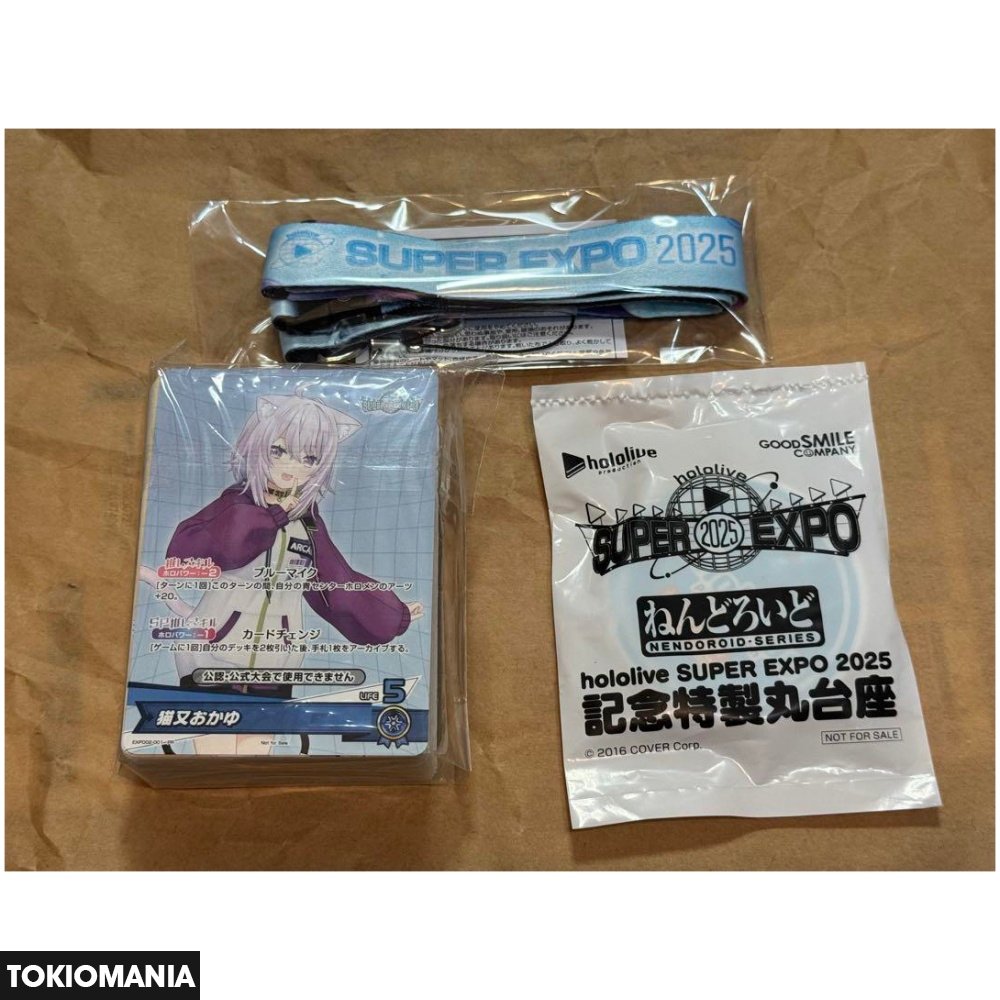 SUPER EXPO 2025
hololive
production
GOOD SMILE
COMPANY
hololive
SUPER 2025 EXPO
ねんどろいど
NENDOROID・SERIES
hololive SUPER EXPO 2025
記念特製丸台座
NOT FOR SALE
© 2016 COVER Corp.
ARCA
推しスキル
ホロパワー:-2
ブルーマイク
[ターンに1回]このターンの間、自分の青センターホロメンのアーツ
+20。
SP推しスキル
ホロパワー:-1
カードチェンジ
[ゲームに1回]自分のデッキを2枚引いた後、手札1枚をアーカイブする。
公認・公式大会で使用できません
LIFE 5
猫又おかゆ
Not for Sale
TOKIOMANIA